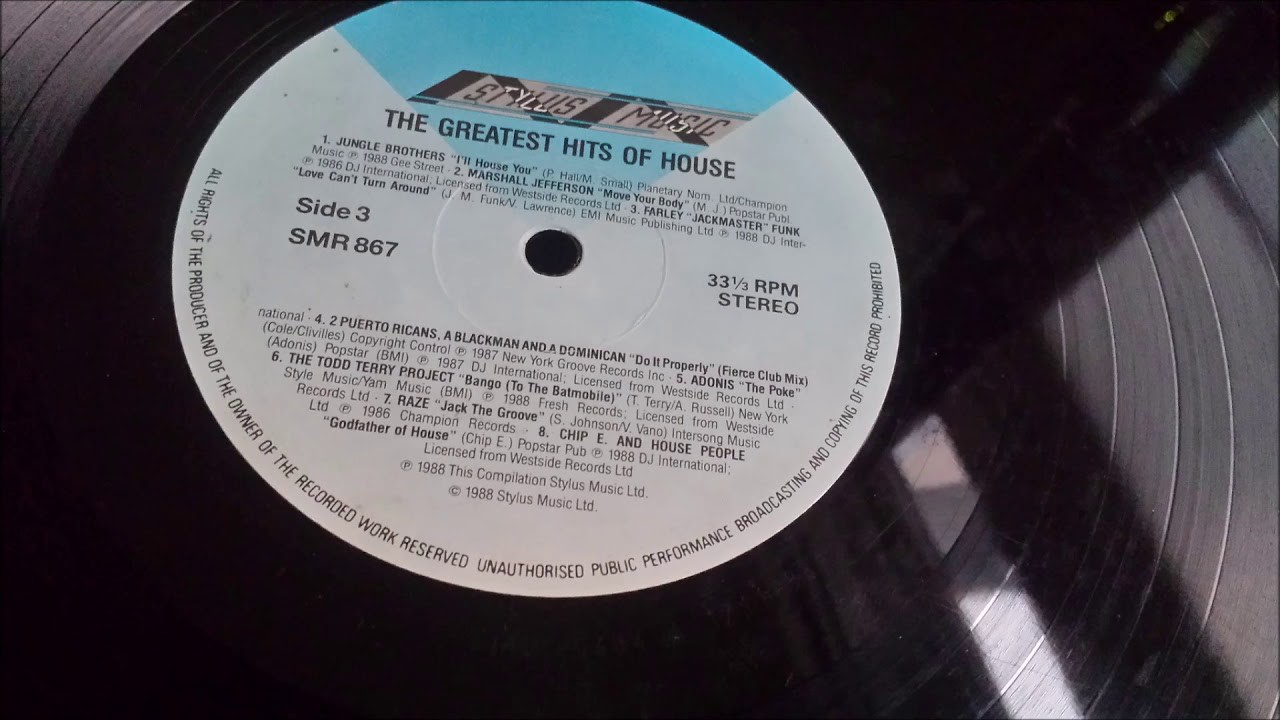 STYLUS MUSIC
THE GREATEST HITS OF HOUSE
1. JUNGLE BROTHERS "I'll House You" (P. Hall/M. Small) Planetary Nom Ltd/Champion
Music ℗ 1988 Gee Street · 2. MARSHALL JEFFERSON "Move Your Body" (M. J.) Popstar Publ.
℗ 1986 DJ International; Licensed from Westside Records Ltd · 3. FARLEY "JACKMASTER" FUNK
"Love Can't Turn Around" (J. M. Funk/V. Lawrence) EMI Music Publishing Ltd ℗ 1988 DJ Inter-
Side 3
SMR 867
33⅓ RPM
STEREO
national · 4. 2 PUERTO RICANS, A BLACKMAN AND A DOMINICAN "Do It Properly" (Fierce Club Mix)
(Cole/Clivilles) Copyright Control ℗ 1987 New York Groove Records Inc · 5. ADONIS "The Poke"
(Adonis) Popstar (BMI) ℗ 1987 DJ International; Licensed from Westside Records Ltd ·
6. THE TODD TERRY PROJECT "Bango (To The Batmobile)" (T. Terry/A. Russell) New York
Style Music/Yam Music (BMI) ℗ 1988 Fresh Records; Licensed from Westside
Records Ltd · 7. RAZE "Jack The Groove" (S. Johnson/V. Vano) Intersong Music
Ltd ℗ 1986 Champion Records · 8. CHIP E. AND HOUSE PEOPLE
"Godfather of House" (Chip E.) Popstar Pub ℗ 1988 DJ International;
Licensed from Westside Records Ltd
℗ 1988 This Compilation Stylus Music Ltd.
© 1988 Stylus Music Ltd.
ALL RIGHTS OF THE PRODUCER AND OF THE OWNER OF THE RECORDED WORK RESERVED UNAUTHORISED PUBLIC PERFORMANCE BROADCASTING AND COPYING OF THIS RECORD PROHIBITED